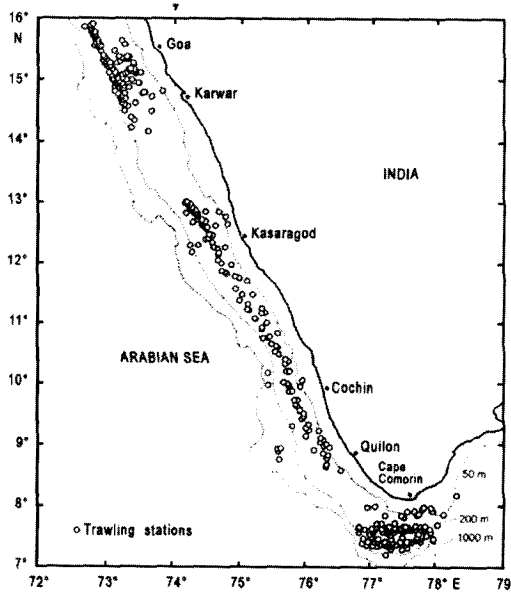 16°
N
Goa
15°
Karwar
14°
INDIA
13°
Kasaragod
12°
11°
ARABIAN SEA
10°
Cochin
9°
Quilon
Cape
Comorin
50 m
8°
200 m
Trawling stations
1000 m
7°
72° 73° 74° 75° 76° 77° 78° E 79